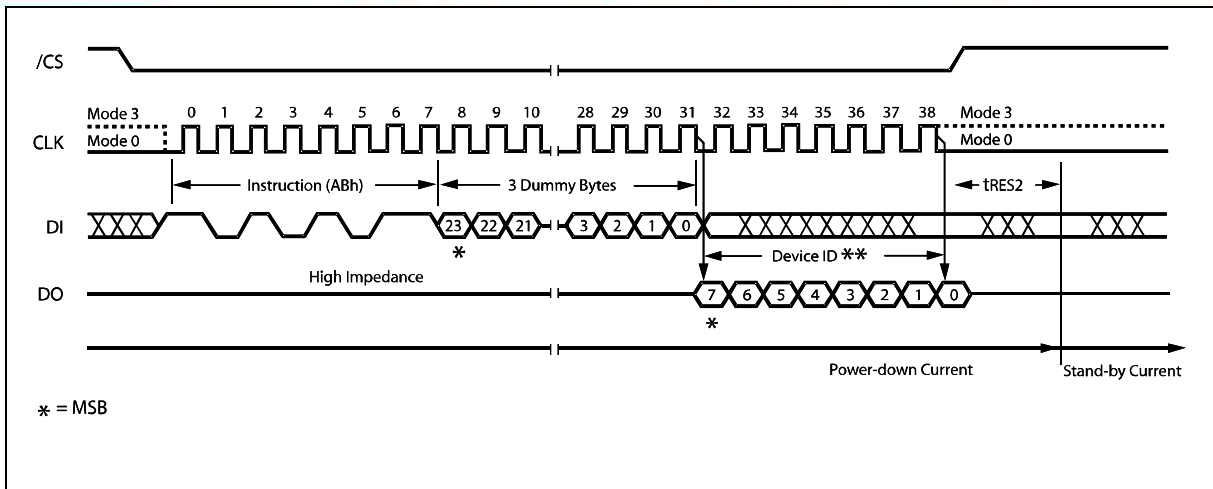 /CS
Mode 3 0 1 2 3 4 5 6 7 8 9 10 28 29 30 31 32 33 34 35 36 37 38 Mode 3
CLK Mode 0 Mode 0
Instruction (ABh) 3 Dummy Bytes tRES2
DI 23 22 21 3 2 1 0
* Device ID **
High Impedance
DO 7 6 5 4 3 2 1 0
*
Power-down Current Stand-by Current
* = MSB